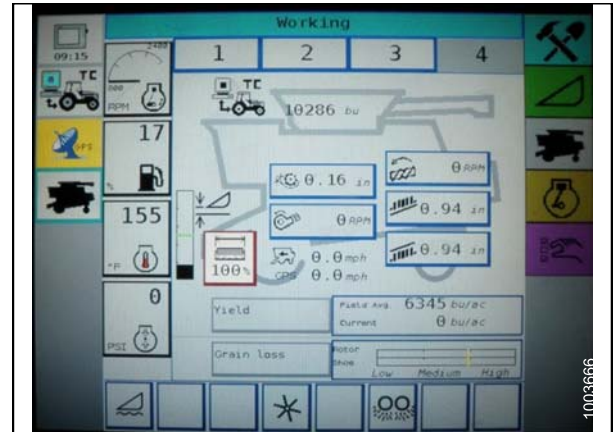 Working
09:15
2400
800
RPM
1
2
3
4
TC
TC
10286 bu
GPS
17
%
0.16 in
0 RPM
0.94 in
155
°F
0 RPM
0.94 in
0.0 mph
GPS 0.0 mph
100%
0
PSI
Yield
Field Avg 6345 bu/ac
Current 0 bu/ac
Grain loss
Rotor
Shoe
Low Medium High
1003666